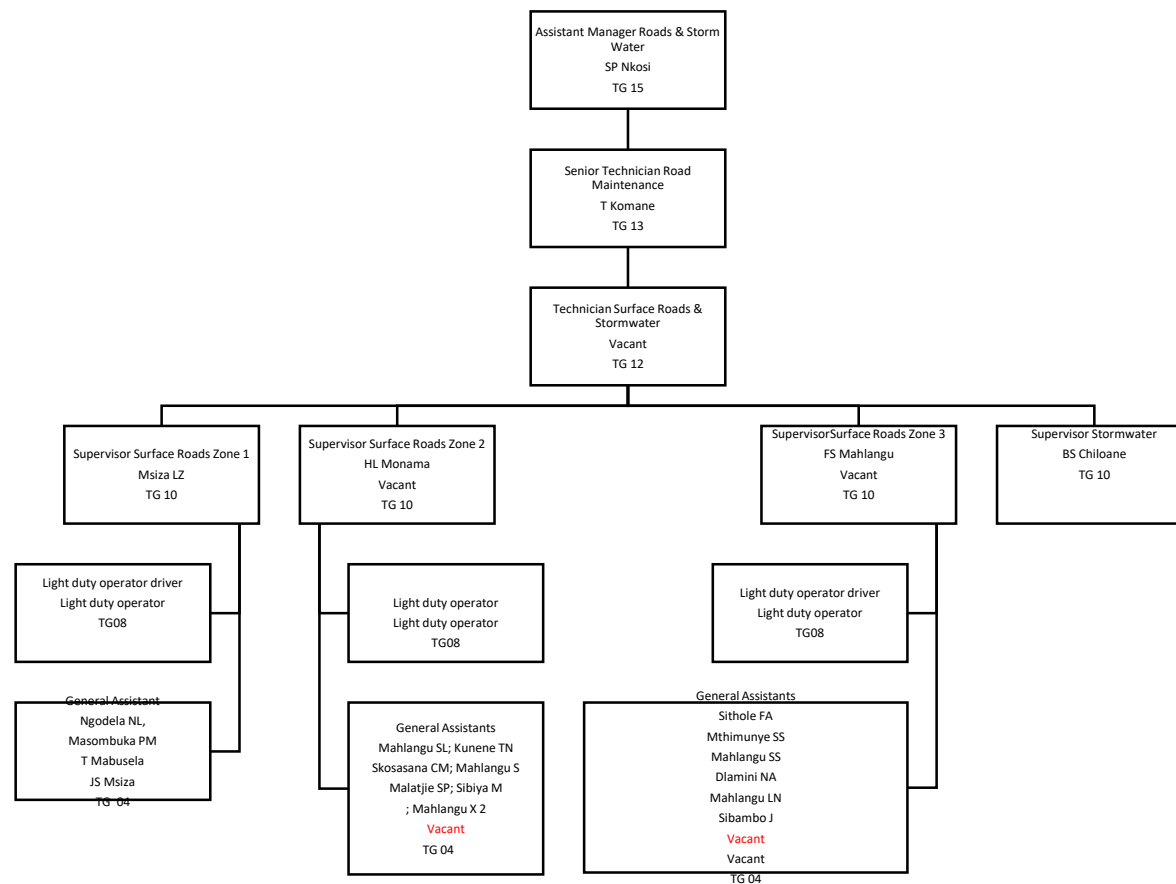 Assistant Manager Roads & Storm
Water
SP Nkosi
TG 15
Senior Technician Road
Maintenance
T Komane
TG 13
Technician Surface Roads &
Stormwater
Vacant
TG 12
Supervisor Surface Roads Zone 1
Msiza LZ
TG 10
Supervisor Surface Roads Zone 2
HL Monama
Vacant
TG 10
SupervisorSurface Roads Zone 3
FS Mahlangu
Vacant
TG 10
Supervisor Stormwater
BS Chiloane
TG 10
Light duty operator driver
Light duty operator
TG08
Light duty operator
Light duty operator
TG08
Light duty operator driver
Light duty operator
TG08
General Assistant
Ngodela NL,
Masombuka PM
T Mabusela
JS Msiza
TG 04
General Assistants
Mahlangu SL; Kunene TN
Skosasana CM; Mahlangu S
Malatjie SP; Sibiya M
; Mahlangu X 2
Vacant
TG 04
General Assistants
Sithole FA
Mthimunye SS
Mahlangu SS
Dlamini NA
Mahlangu LN
Sibambo J
Vacant
Vacant
TG 04